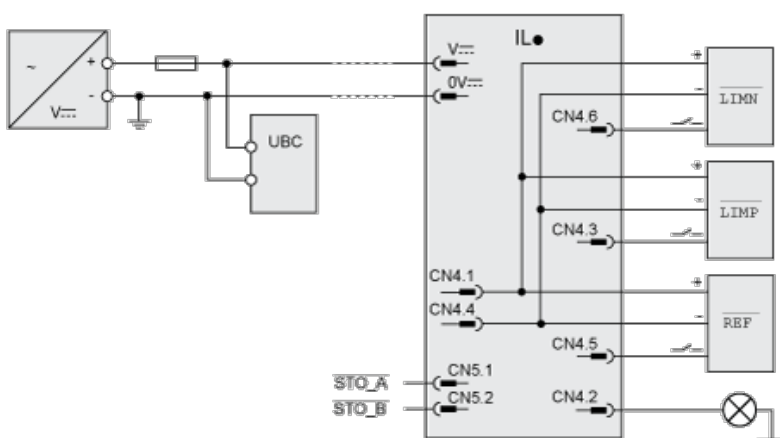 IL●
~
+
-
V⎓
UBC
V⎓
0V⎓
CN4.6
CN4.3
CN4.1
CN4.4
CN4.5
CN5.1
CN5.2
CN4.2
STO_A
STO_B
+
-
LIMN
+
-
LIMP
+
-
REF